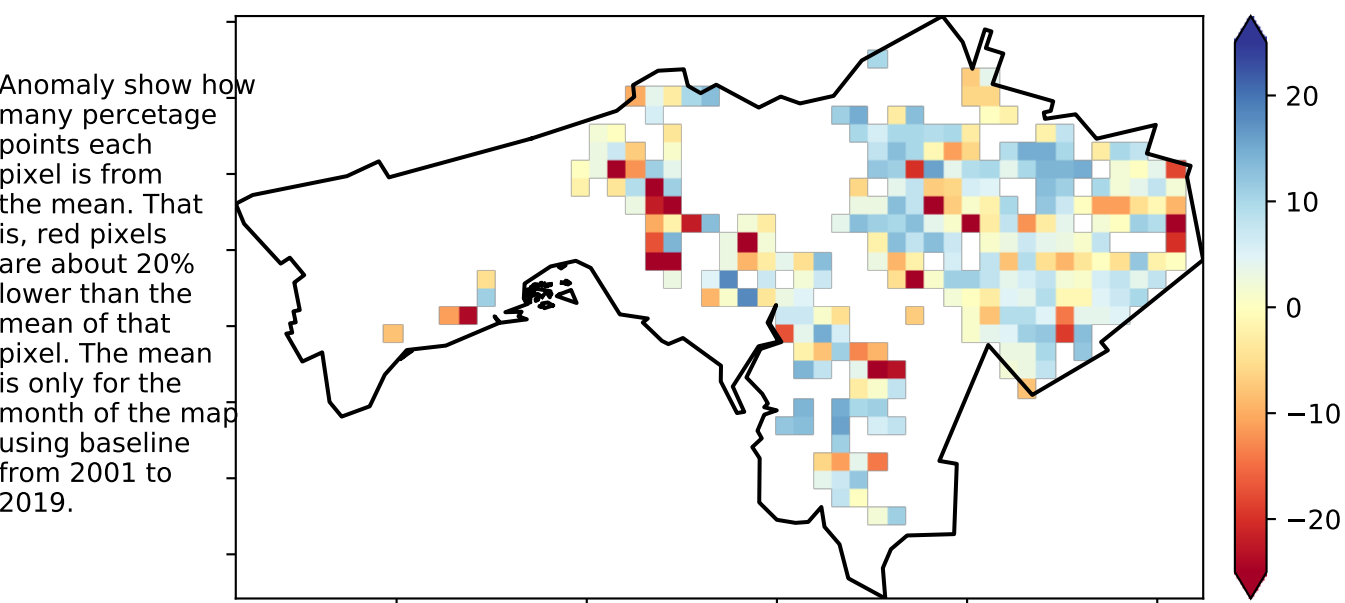 Anomaly show how
many percetage
points each
pixel is from
the mean. That
is, red pixels
are about 20%
lower than the
mean of that
pixel. The mean
is only for the
month of the map
using baseline
from 2001 to
2019.
20
10
0
−10
−20